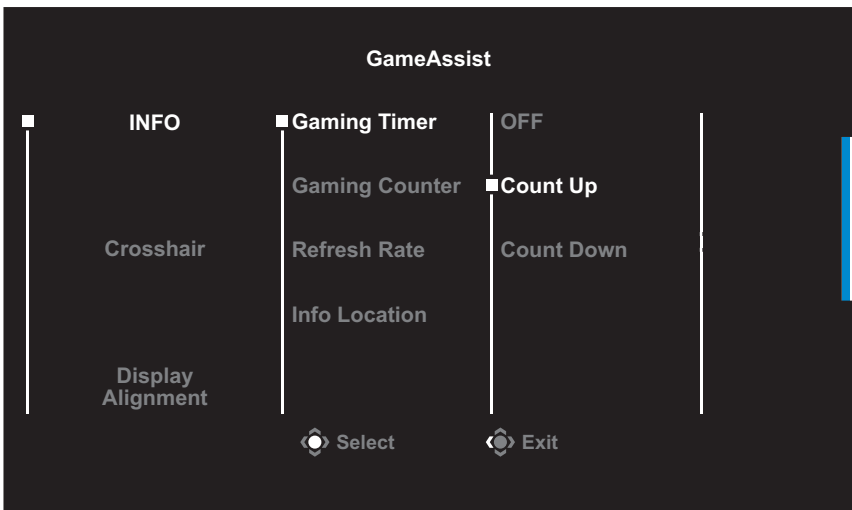 GameAssist
INFO
Gaming Timer
OFF
Gaming Counter
Count Up
Crosshair
Refresh Rate
Count Down
Info Location
Display
Alignment
Select
Exit